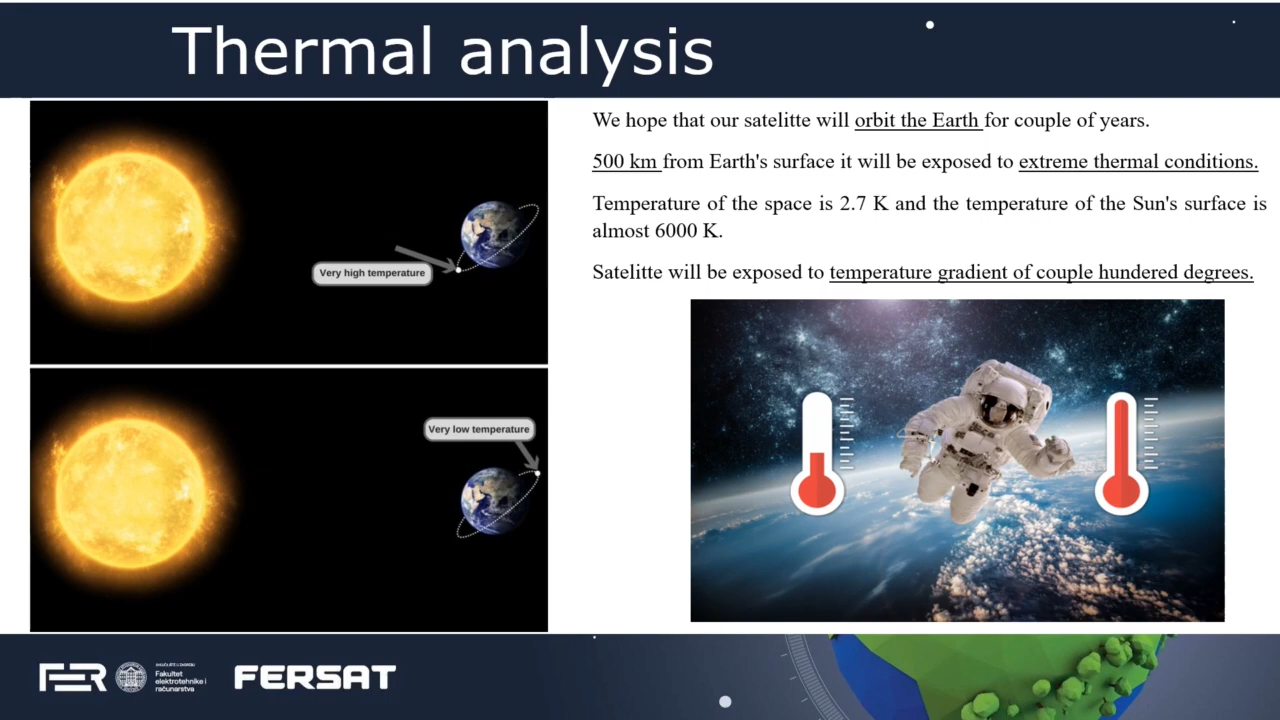 Thermal analysis
We hope that our satelitte will orbit the Earth for couple of years.
500 km from Earth's surface it will be exposed to extreme thermal conditions.
Temperature of the space is 2.7 K and the temperature of the Sun's surface is
almost 6000 K.
Satelitte will be exposed to temperature gradient of couple hundered degrees.
Very high temperature
Very low temperature
FER
SVEUČILIŠTE U ZAGREBU
Fakultet
elektrotehnike i
računarstva
FERSAT